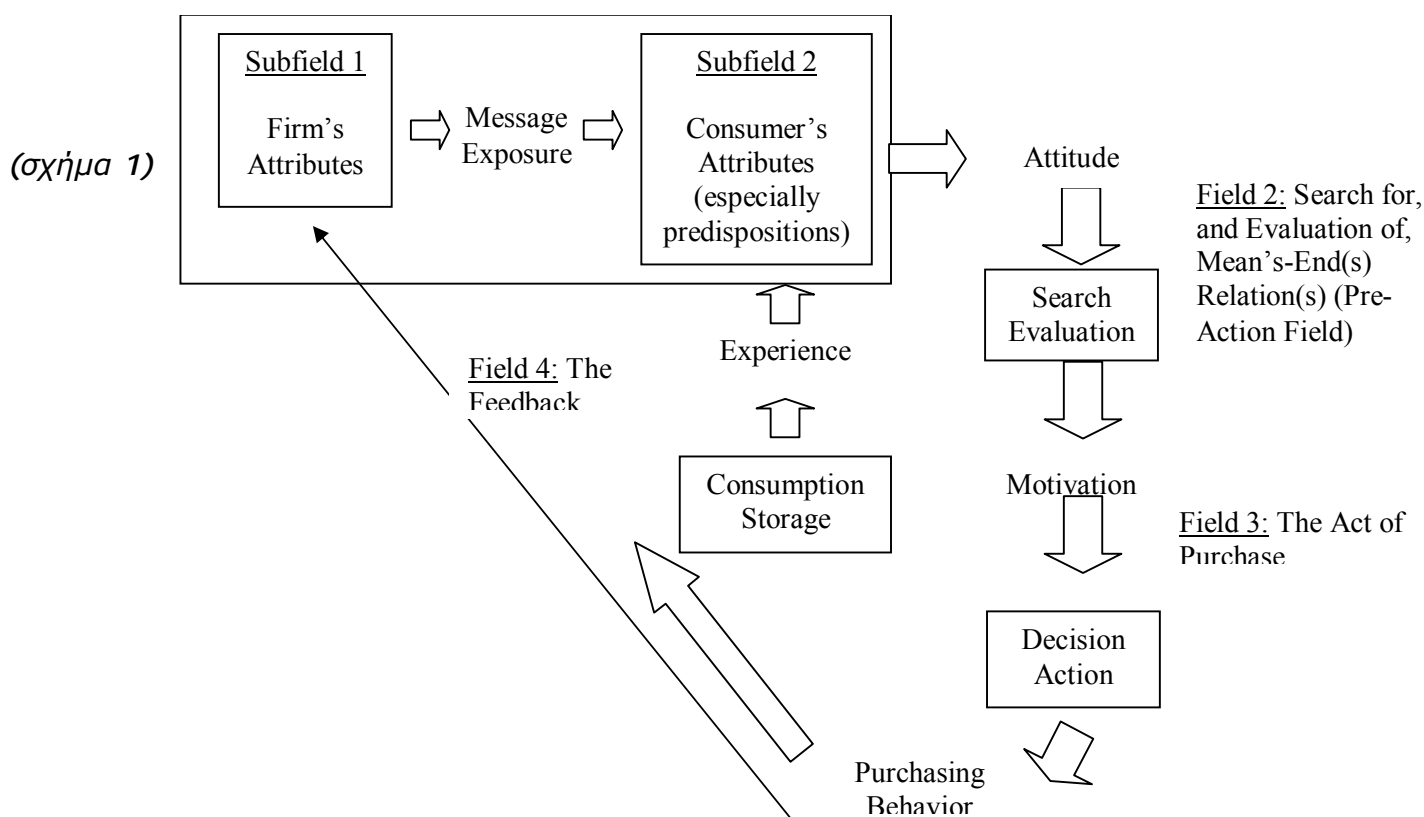 (σχήμα 1)
Subfield 1
Firm's
Attributes
Message
Exposure
Subfield 2
Consumer's
Attributes
(especially
predispositions)
Attitude
Field 2: Search for,
and Evaluation of,
Mean's-End(s)
Relation(s) (Pre-
Action Field)
Search
Evaluation
Experience
Field 4: The
Feedback
Consumption
Storage
Motivation
Field 3: The Act of
Purchase
Decision
Action
Purchasing
Behavior